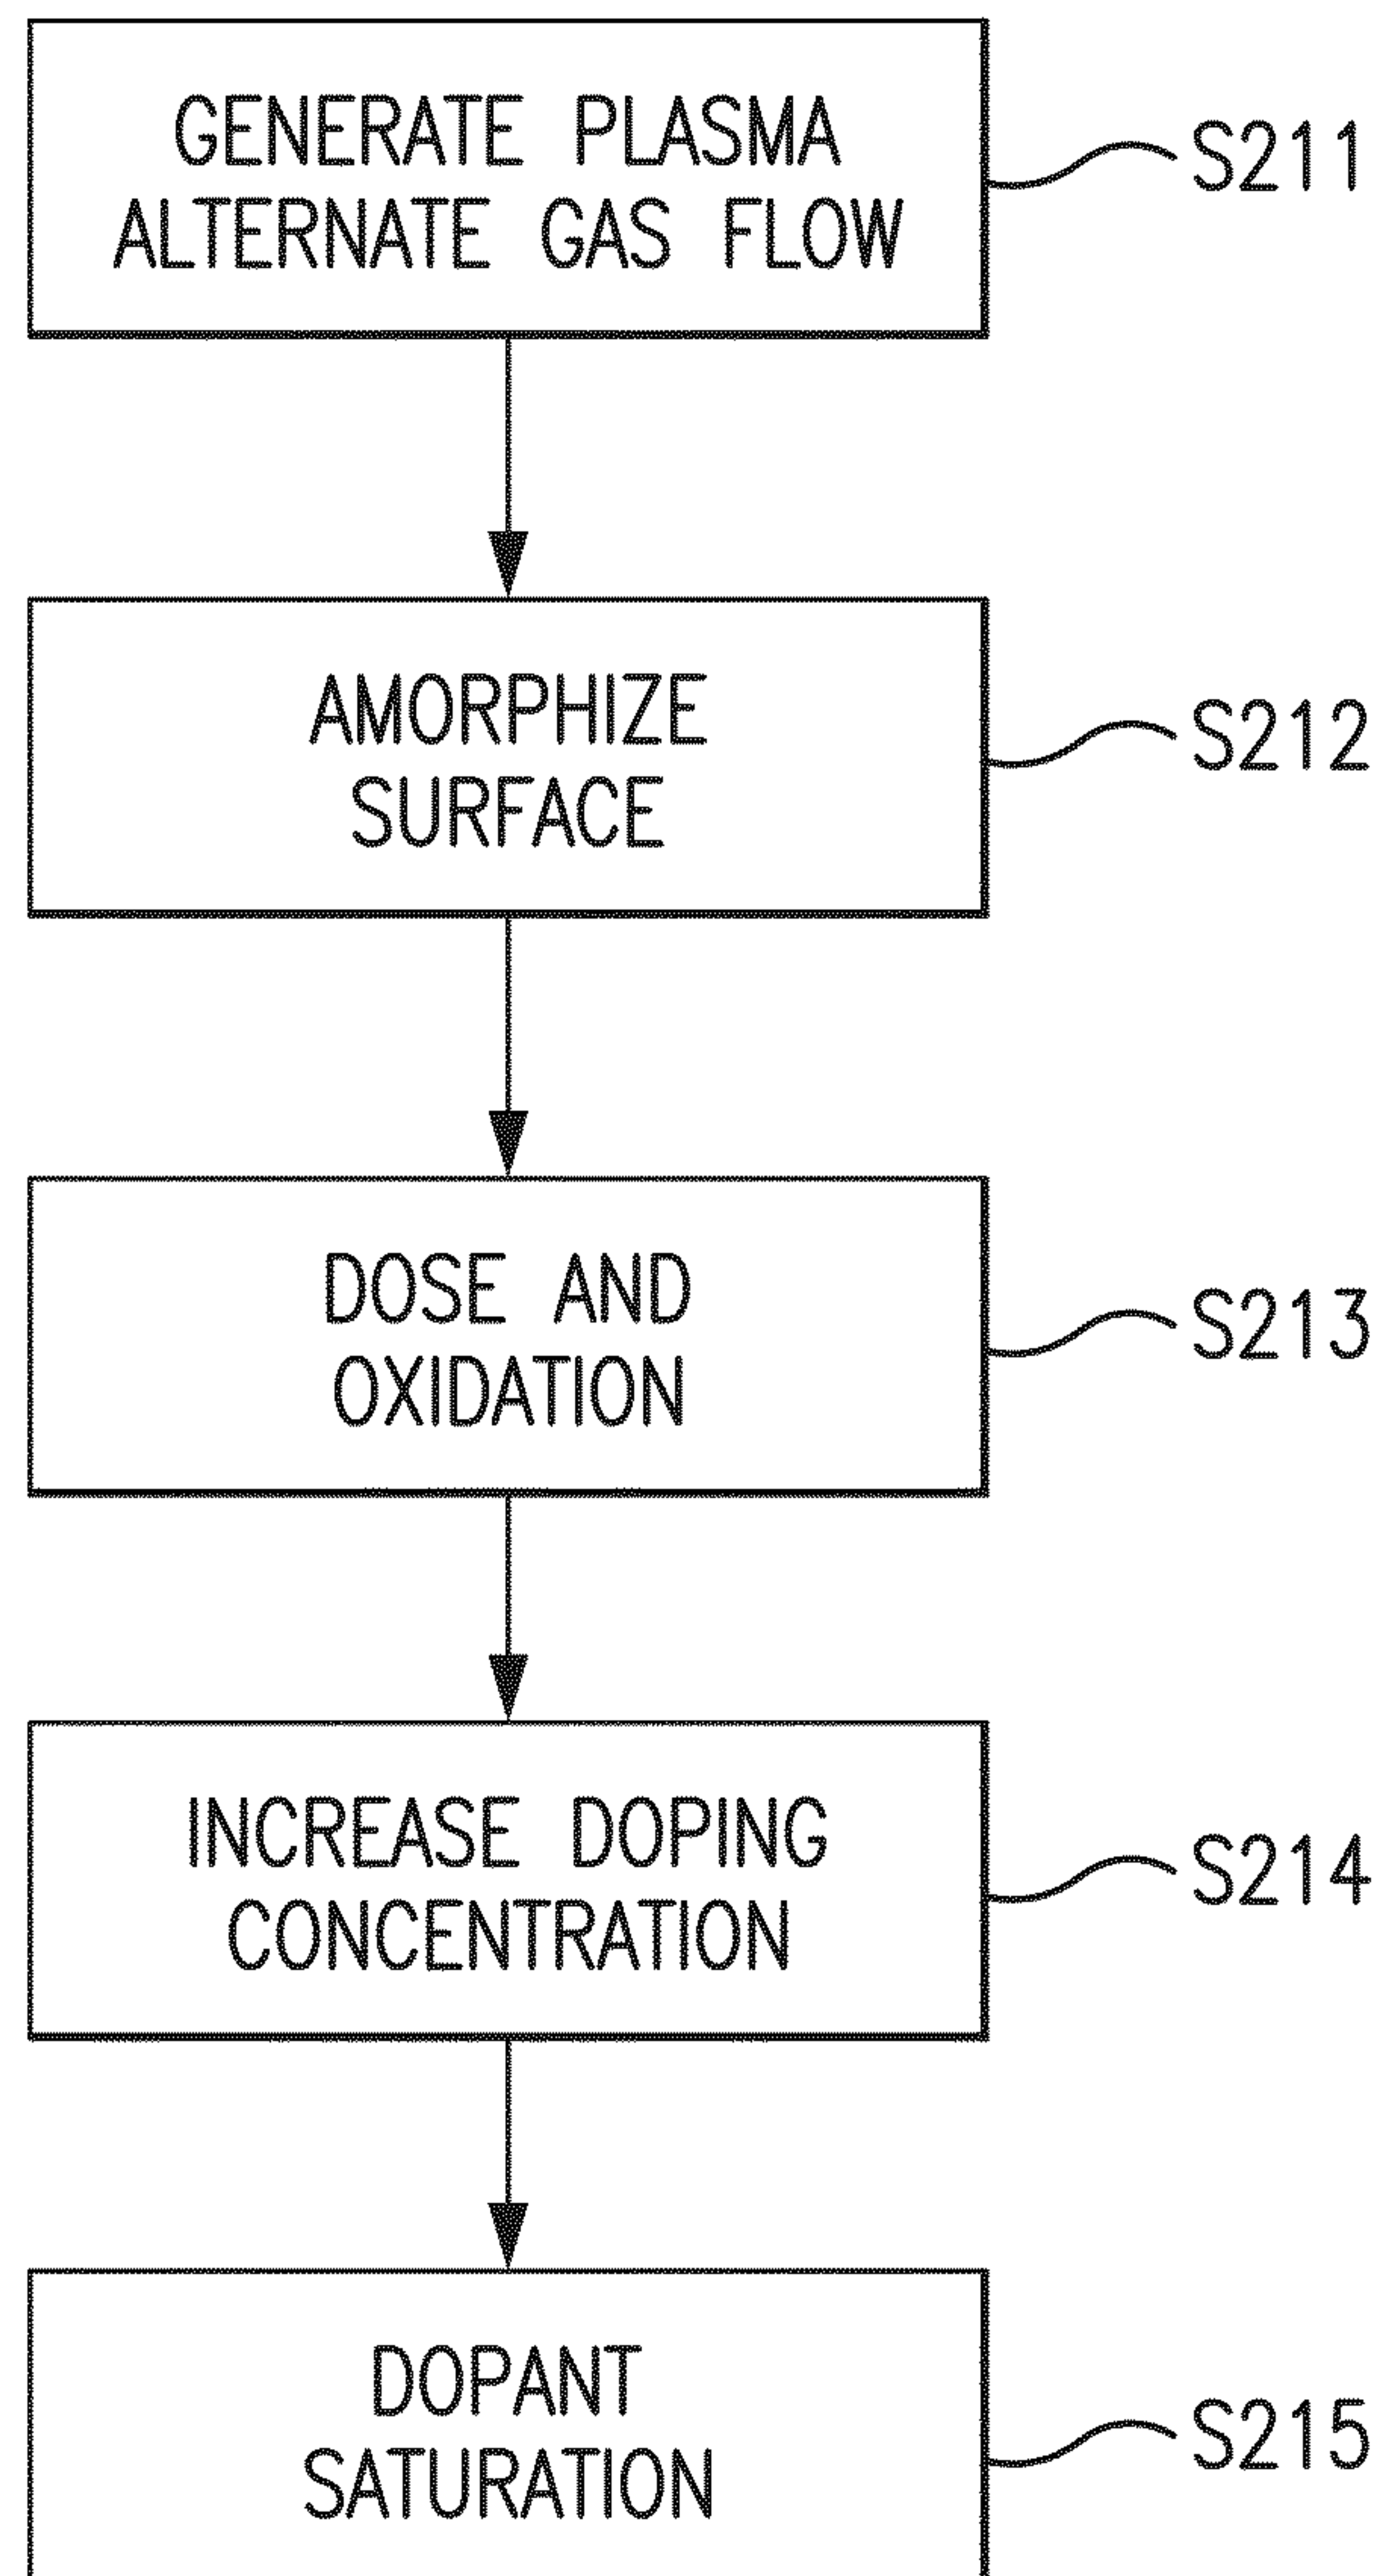 GENERATE PLASMA
ALTERNATE GAS FLOW
S211
AMORPHIZE
SURFACE
S212
DOSE AND
OXIDATION
S213
INCREASE DOPING
CONCENTRATION
S214
DOPANT
SATURATION
S215